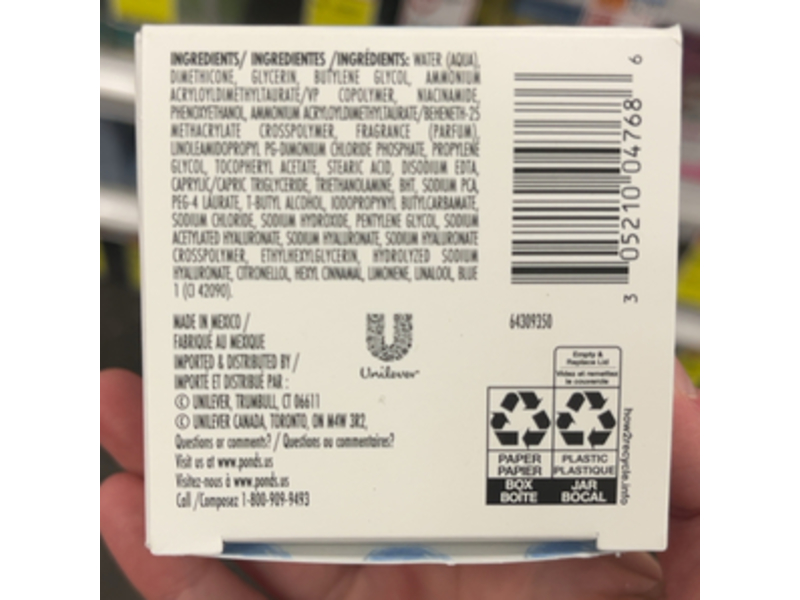 INGREDIENTS/ INGREDIENTES /INGRÉDIENTS: WATER (AQUA),
DIMETHICONE, GLYCERIN, BUTYLENE GLYCOL, AMMONIUM
ACRYLOYLDIMETHYLTAURATE/VP COPOLYMER, NIACINAMIDE,
PHENOXYETHANOL, AMMONIUM ACRYLOYLDIMETHYLTAURATE/BEHENETH-25
METHACRYLATE CROSSPOLYMER, FRAGRANCE (PARFUM),
LINOLEAMIDOPROPYL PG-DIMONIUM CHLORIDE PHOSPHATE, PROPYLENE
GLYCOL, TOCOPHERYL ACETATE, STEARIC ACID, DISODIUM EDTA,
CAPRYLIC/CAPRIC TRIGLYCERIDE, TRIETHANOLAMINE, BHT, SODIUM PCA,
PEG-4 LAURATE, T-BUTYL ALCOHOL, IODOPROPYNYL BUTYLCARBAMATE,
SODIUM CHLORIDE, SODIUM HYDROXIDE, PENTYLENE GLYCOL, SODIUM
ACETYLATED HYALURONATE, SODIUM HYALURONATE, SODIUM HYALURONATE
CROSSPOLYMER, ETHYLHEXYLGLYCERIN, HYDROLYZED SODIUM
HYALURONATE, CITRONELLOL, HEXYL CINNAMAL, LIMONENE, LINALOOL, BLUE
1 (CI 42090).
3 05210 04768 6
64309350
MADE IN MEXICO /
FABRIQUÉ AU MEXIQUE
IMPORTED & DISTRIBUTED BY /
IMPORTÉ ET DISTRIBUÉ PAR :
© UNILEVER, TRUMBULL, CT 06611
© UNILEVER CANADA, TORONTO, ON M4W 3R2,
Questions or comments? / Questions ou commentaires?
Visit us at www.ponds.us
Visitez-nous à www.ponds.us
Call /Composez 1-800-909-9493
Unilever
Empty &
Replace Lid
Videz et remettez
le couvercle
PAPER
PAPIER
BOX
BOÎTE
PLASTIC
PLASTIQUE
JAR
BOCAL
how2recycle.info